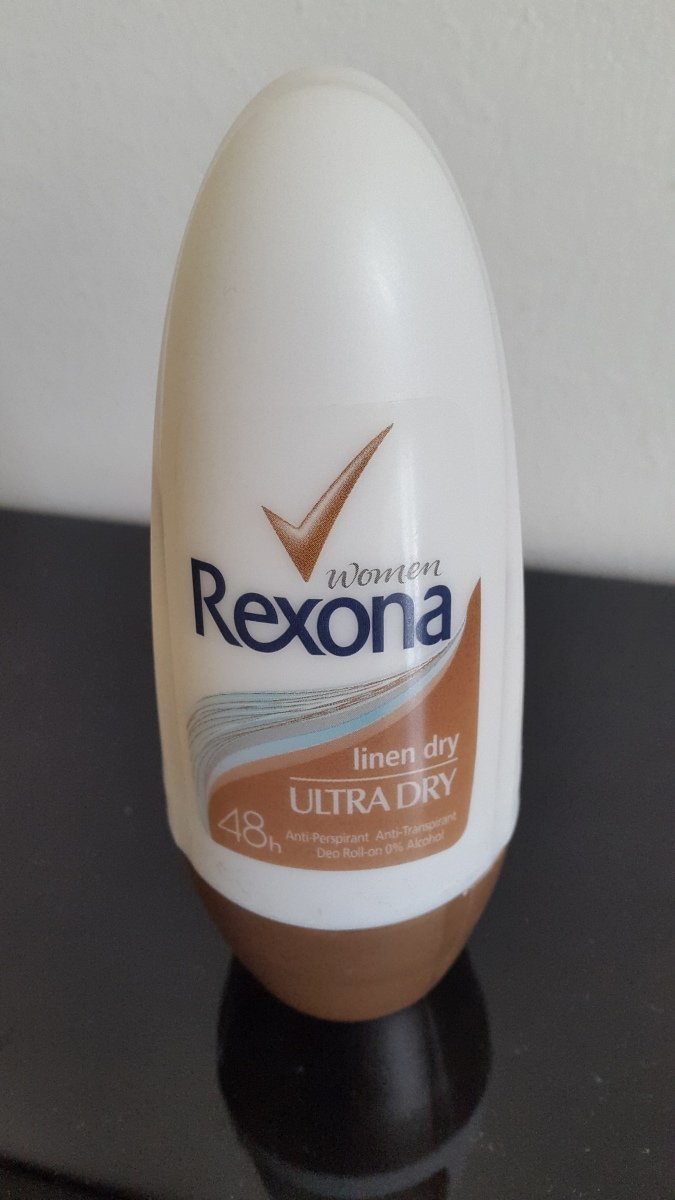 women
Rexona
linen dry
ULTRA DRY
48h
Anti-Perspirant Anti-Transpirant
Deo Roll-on 0% Alcohol